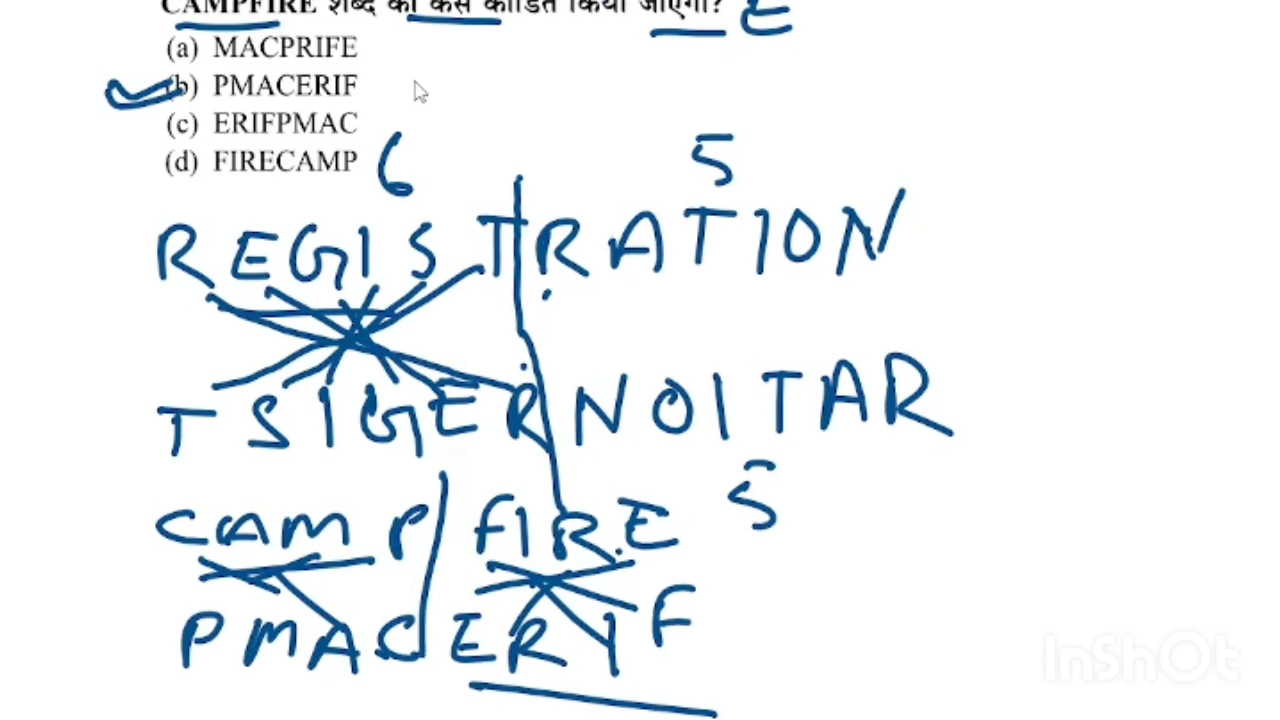 CAMPFIRE शब्द को कैसे कोडित किया जाएगा? E
(a) MACPRIFE
(b) PMACERIF
(c) ERIFPMAC
(d) FIRECAMP
6 5
REGISTRATION
TSIGERNOITAR
5
CAMP FIRE
PMACERIF
InShOt